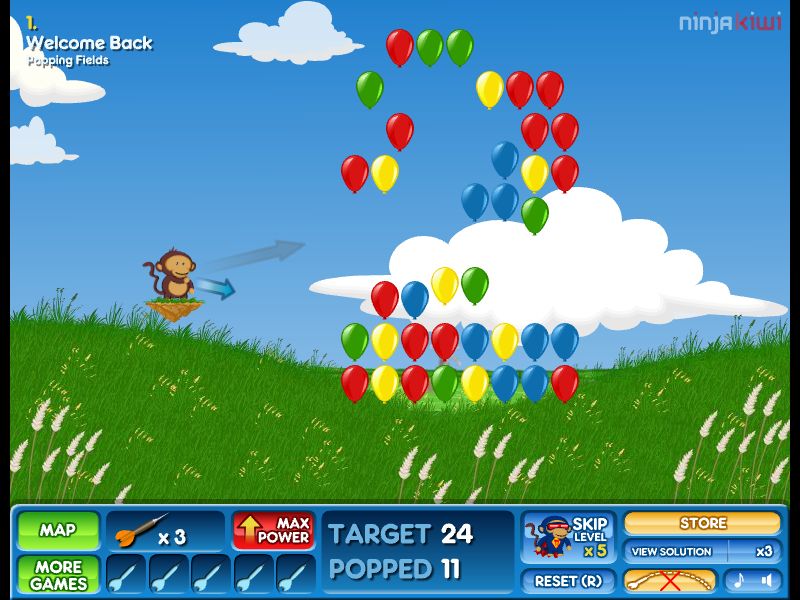 1.
Welcome Back
Popping Fields
ninjakiwi
MAP
x 3
MAX
POWER
TARGET 24
SKIP
LEVEL
x 5
STORE
VIEW SOLUTION
x3
MORE
GAMES
POPPED 11
RESET (R)